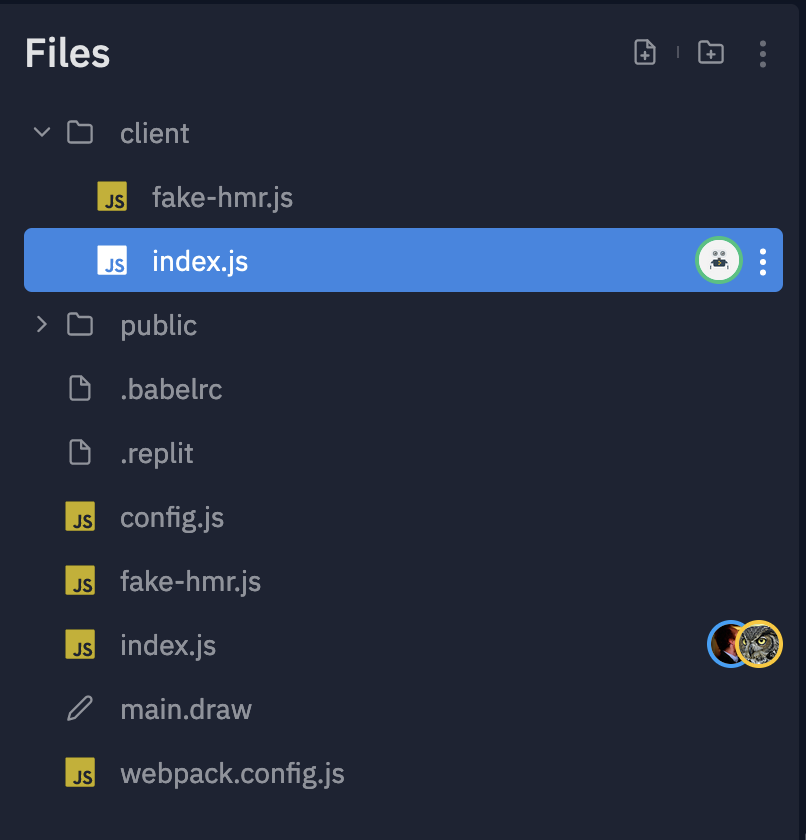 Files
client
JS fake-hmr.js
JS index.js
public
.babelrc
.replit
JS config.js
JS fake-hmr.js
JS index.js
main.draw
JS webpack.config.js